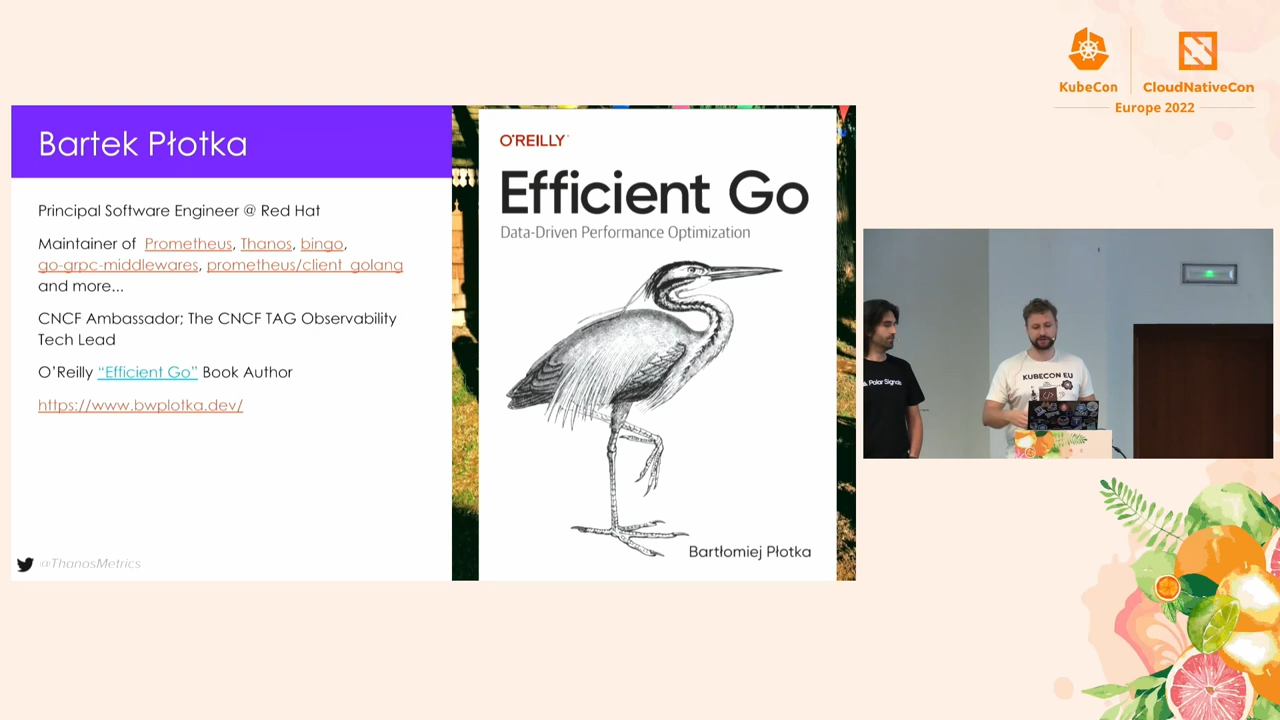 KubeCon
CloudNativeCon
Europe 2022
Bartek Płotka
Principal Software Engineer @ Red Hat
Maintainer of Prometheus, Thanos, bingo,
go-grpc-middlewares, prometheus/client_golang
and more...
CNCF Ambassador; The CNCF TAG Observability
Tech Lead
O'Reilly “Efficient Go” Book Author
https://www.bwplotka.dev/
@ThanosMetrics
O'REILLY
Efficient Go
Data-Driven Performance Optimization
Bartłomiej Płotka
Polar Signals
KUBECON EU